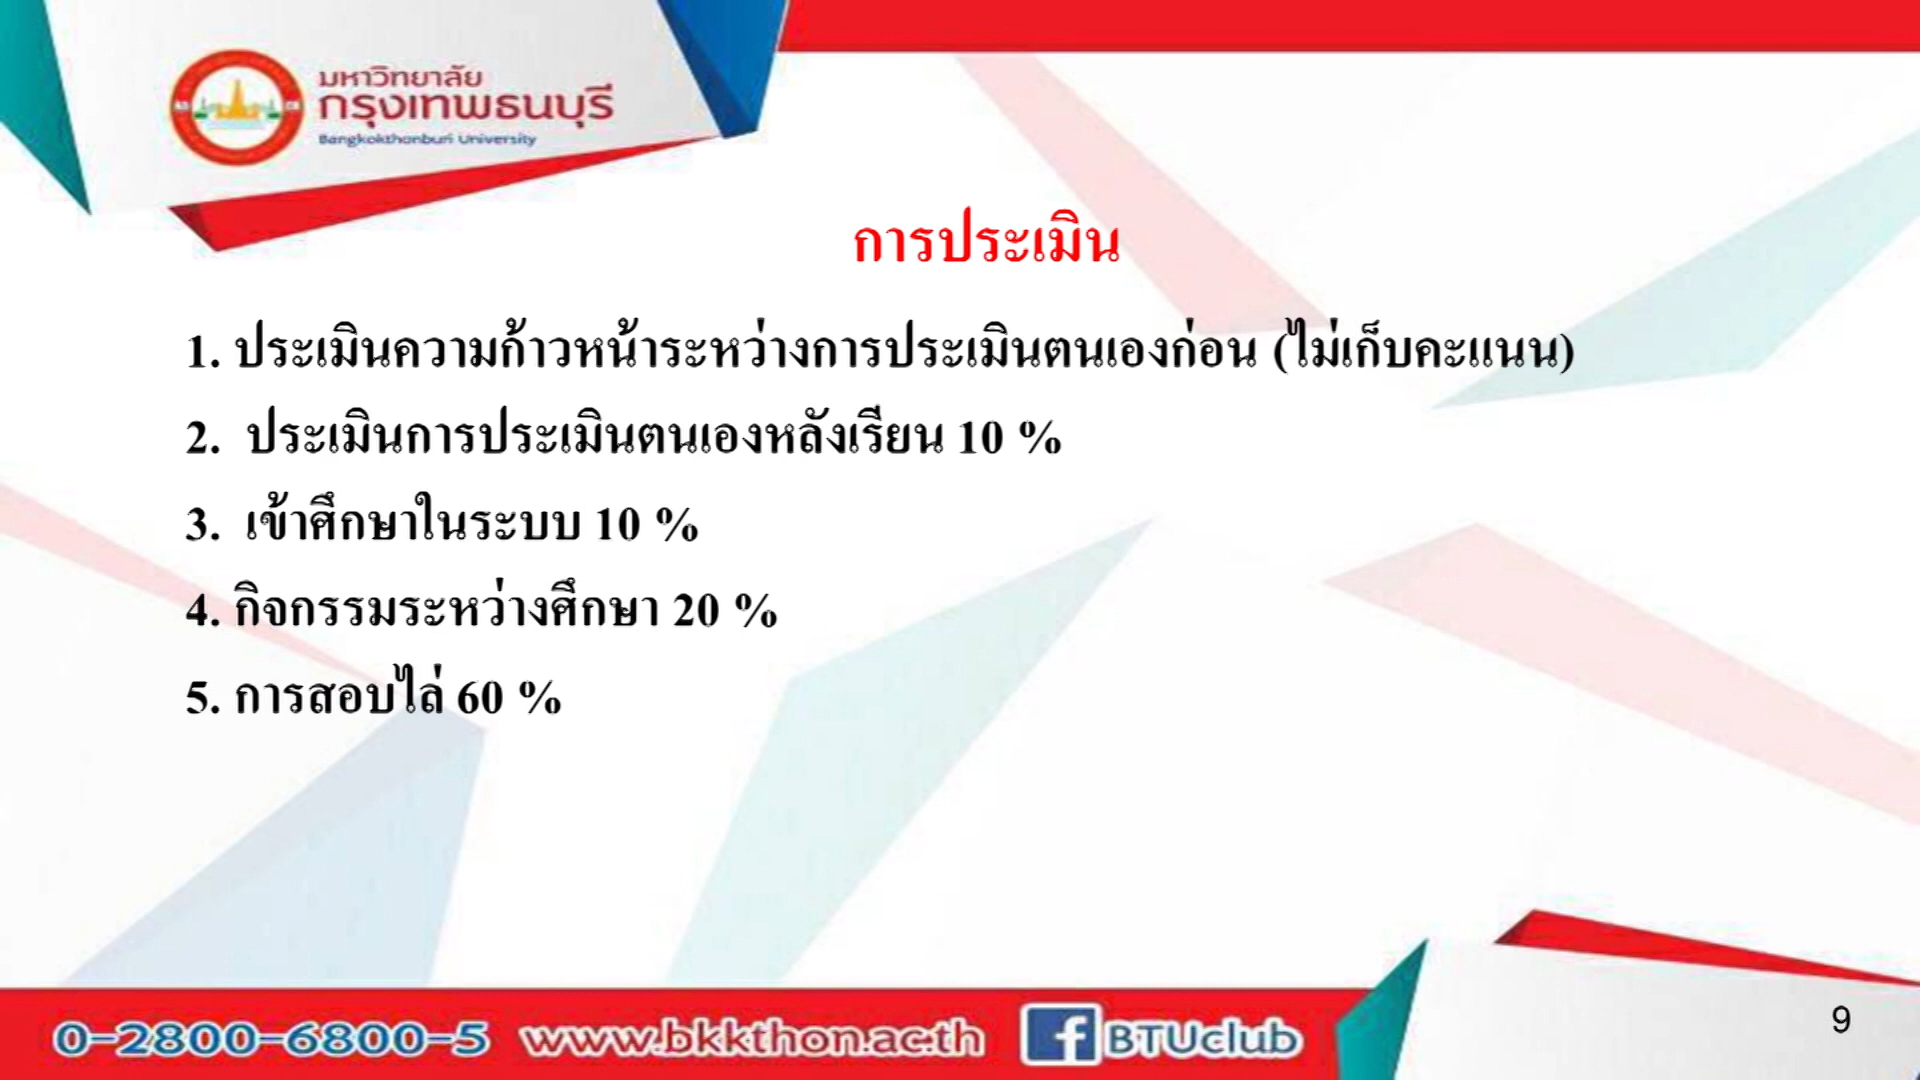 มหาวิทยาลัย
กรุงเทพธนบุรี
Bangkokthonburi University
การประเมิน
1. ประเมินความก้าวหน้าระหว่างการประเมินตนเองก่อน (ไม่เก็บคะแนน)
2. ประเมินการประเมินตนเองหลังเรียน 10 %
3. เข้าศึกษาในระบบ 10 %
4. กิจกรรมระหว่างศึกษา 20 %
5. การสอบไล่ 60 %
0-2800-6800-5 www.bkkthon.ac.th f BTUclub
9